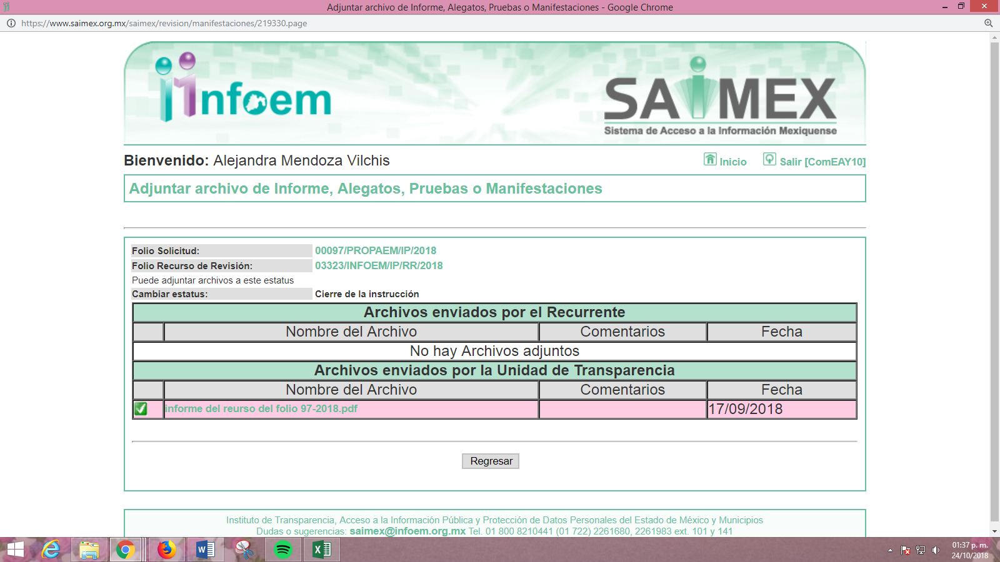 Adjuntar archivo de Informe, Alegatos, Pruebas o Manifestaciones - Google Chrome
https://www.saimex.org.mx/saimex/revision/manifestaciones/219330.page
infoem
SAIMEX
Sistema de Acceso a la Información Mexiquense
Bienvenido: Alejandra Mendoza Vilchis
Inicio
Salir [ComEAY10]
Adjuntar archivo de Informe, Alegatos, Pruebas o Manifestaciones
Folio Solicitud: 00097/PROPAEM/IP/2018
Folio Recurso de Revisión: 03323/INFOEM/IP/RR/2018
Puede adjuntar archivos a este estatus
Cambiar estatus: Cierre de la instrucción
Archivos enviados por el Recurrente
Nombre del Archivo Comentarios Fecha
No hay Archivos adjuntos
Archivos enviados por la Unidad de Transparencia
Nombre del Archivo Comentarios Fecha
informe del reurso del folio 97-2018.pdf 17/09/2018
Regresar
Instituto de Transparencia, Acceso a la Información Pública y Protección de Datos Personales del Estado de México y Municipios
Dudas o sugerencias: saimex@infoem.org.mx Tel. 01 800 8210441 (01 722) 2261680, 2261983 ext. 101 y 141
01:37 p. m.
24/10/2018